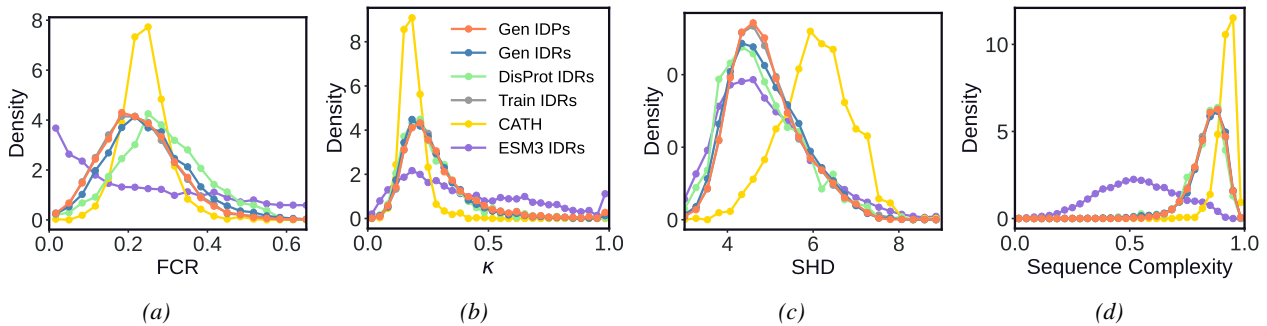 Density
8
6
4
2
0
0.0
0.2
0.4
0.6
FCR
(a)
Density
8
6
4
2
0
0.0
0.5
1.0
κ
Gen IDPs
Gen IDRs
DisProt IDRs
Train IDRs
CATH
ESM3 IDRs
(b)
Density
0
0
0
4
6
8
SHD
(c)
Density
10
5
0
0.0
0.5
1.0
Sequence Complexity
(d)